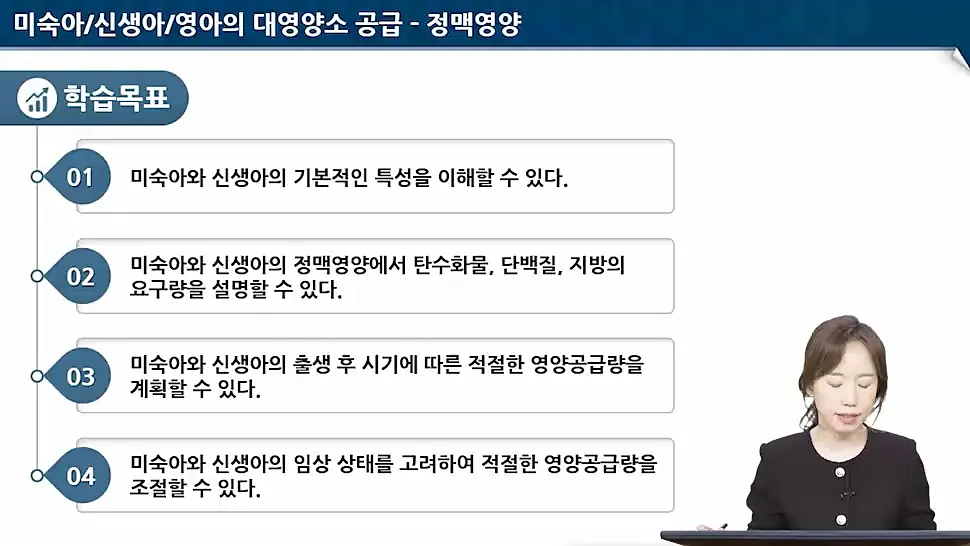 미숙아/신생아/영아의 대영양소 공급 - 정맥영양
학습목표
01
미숙아와 신생아의 기본적인 특성을 이해할 수 있다.
02
미숙아와 신생아의 정맥영양에서 탄수화물, 단백질, 지방의
요구량을 설명할 수 있다.
03
미숙아와 신생아의 출생 후 시기에 따른 적절한 영양공급량을
계획할 수 있다.
04
미숙아와 신생아의 임상 상태를 고려하여 적절한 영양공급량을
조절할 수 있다.